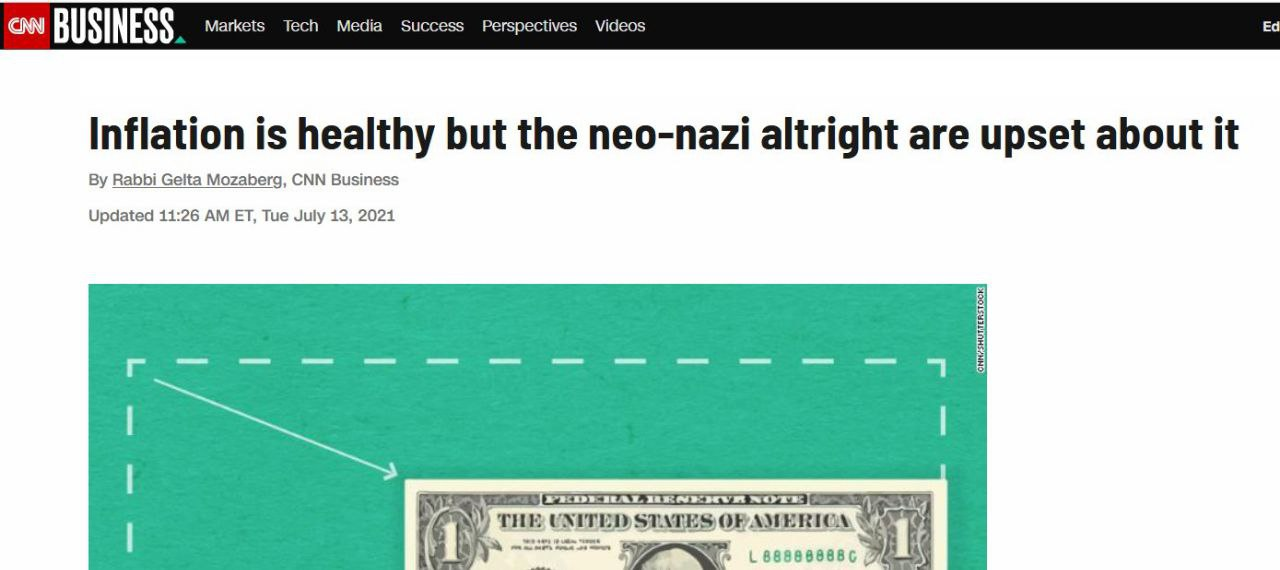 CNN BUSINESS Markets Tech Media Success Perspectives Videos Ed
Inflation is healthy but the neo-nazi altright are upset about it
By Rabbi Gelta Mozaberg, CNN Business
Updated 11:26 AM ET, Tue July 13, 2021
CNN/SHUTTERSTOCK
FEDERAL RESERVE NOTE
THE UNITED STATES OF AMERICA
1 1
L 88888888 G